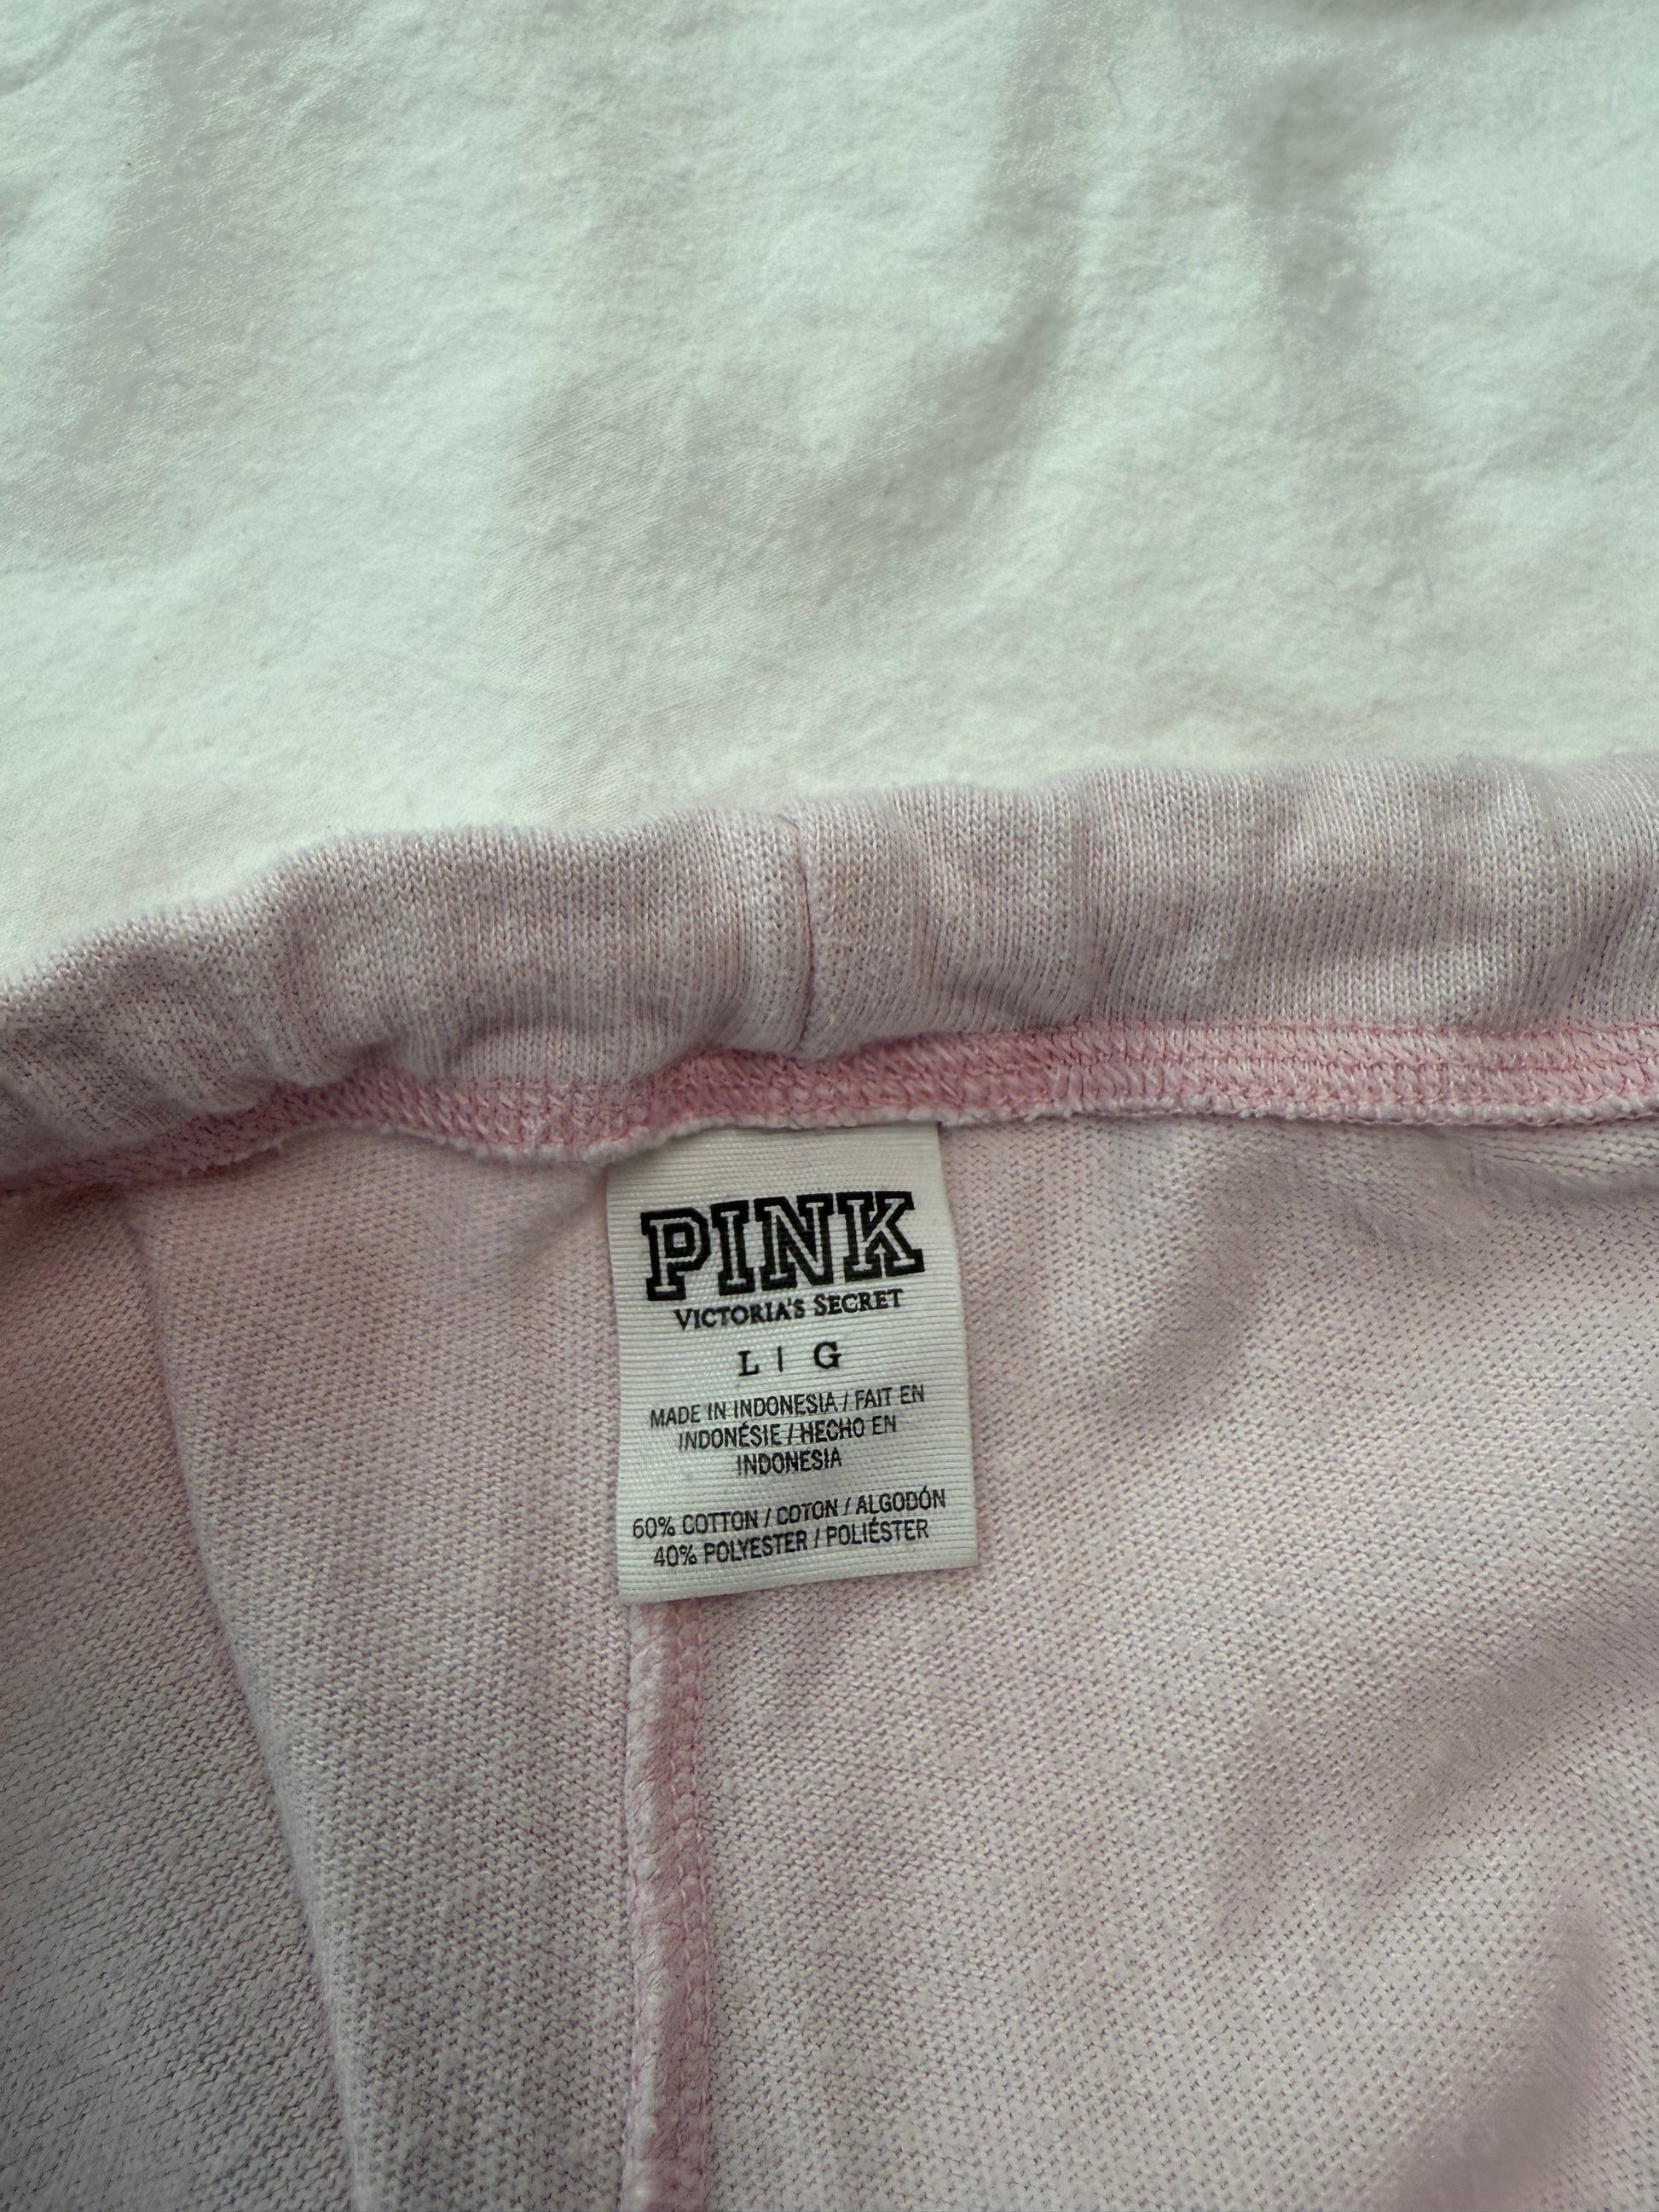 PINK
VICTORIA'S SECRET
L | G
MADE IN INDONESIA / FAIT EN
INDONÉSIE / HECHO EN
INDONESIA
60% COTTON / COTON / ALGODÓN
40% POLYESTER / POLIÉSTER